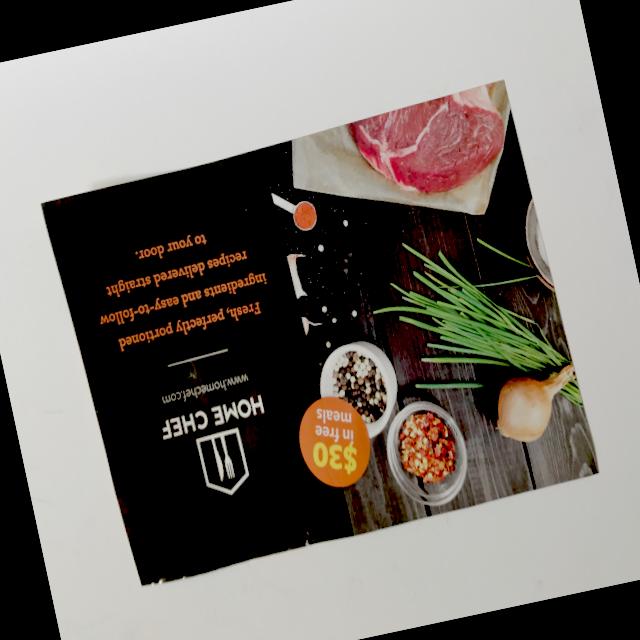 HOME CHEF
www.homechef.com
Fresh, perfectly portioned
ingredients and easy-to-follow
recipes delivered straight
to your door.
$30
in free
meals